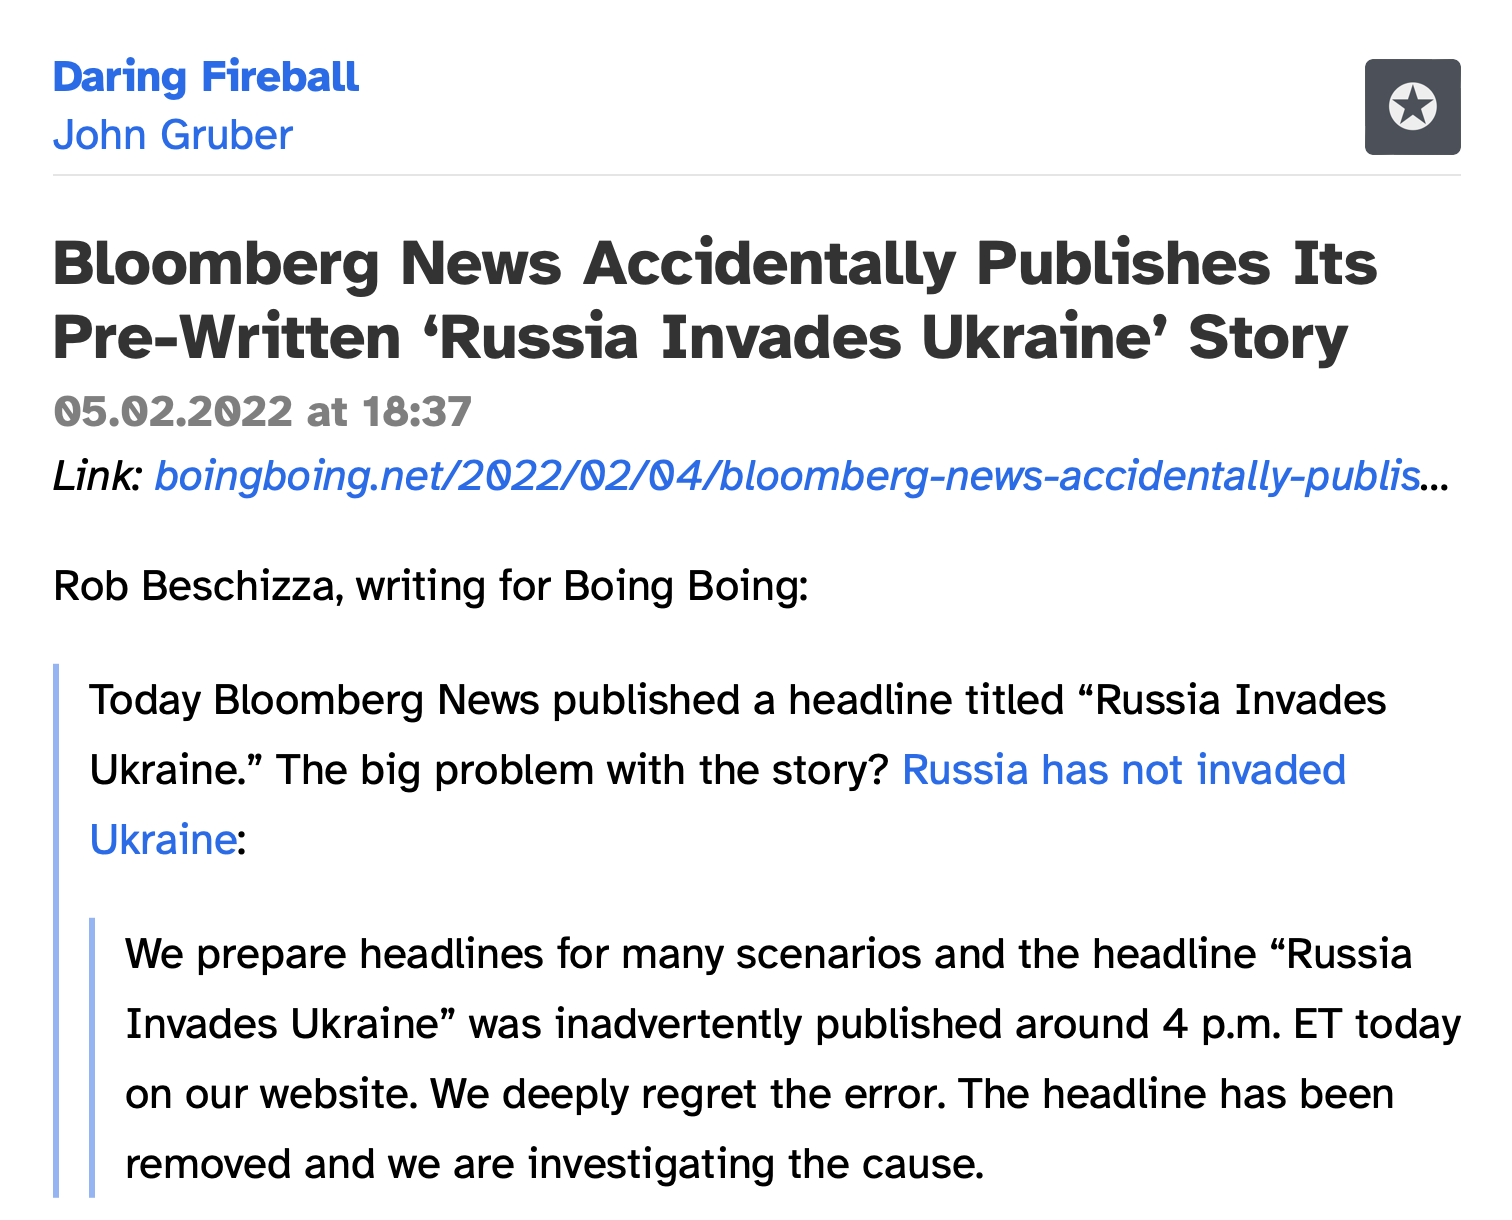 Daring Fireball
John Gruber
Bloomberg News Accidentally Publishes Its
Pre-Written ‘Russia Invades Ukraine’ Story
05.02.2022 at 18:37
Link: boingboing.net/2022/02/04/bloomberg-news-accidentally-publis...
Rob Beschizza, writing for Boing Boing:
Today Bloomberg News published a headline titled “Russia Invades
Ukraine.” The big problem with the story? Russia has not invaded
Ukraine:
We prepare headlines for many scenarios and the headline “Russia
Invades Ukraine” was inadvertently published around 4 p.m. ET today
on our website. We deeply regret the error. The headline has been
removed and we are investigating the cause.